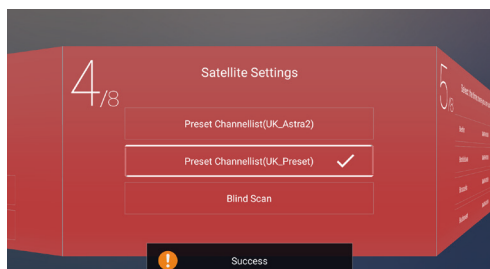 4/8
Satellite Settings
Preset Channellist(UK_Astra2)
Preset Channellist(UK_Preset)
Blind Scan
Success
5/8